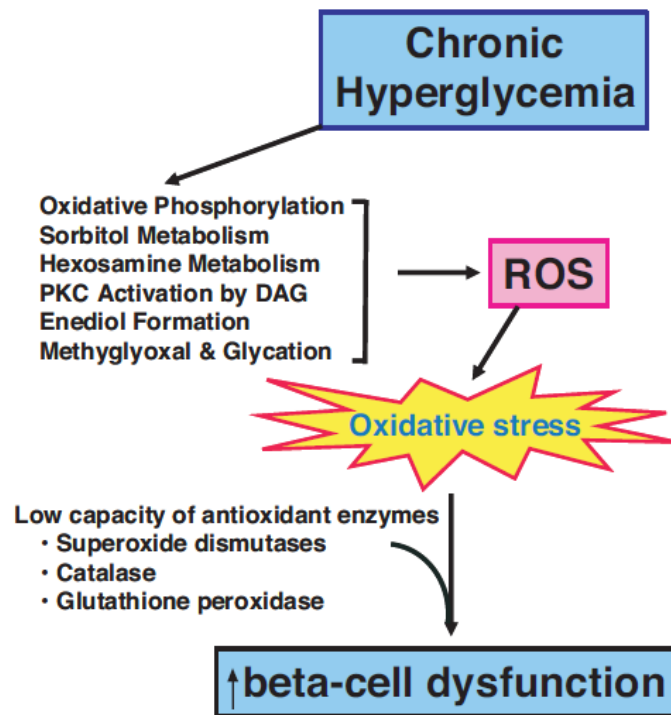 Chronic
Hyperglycemia
Oxidative Phosphorylation
Sorbitol Metabolism
Hexosamine Metabolism
PKC Activation by DAG
Enediol Formation
Methyglyoxal & Glycation
ROS
Oxidative stress
Low capacity of antioxidant enzymes
・Superoxide dismutases
・Catalase
・Glutathione peroxidase
↑beta-cell dysfunction